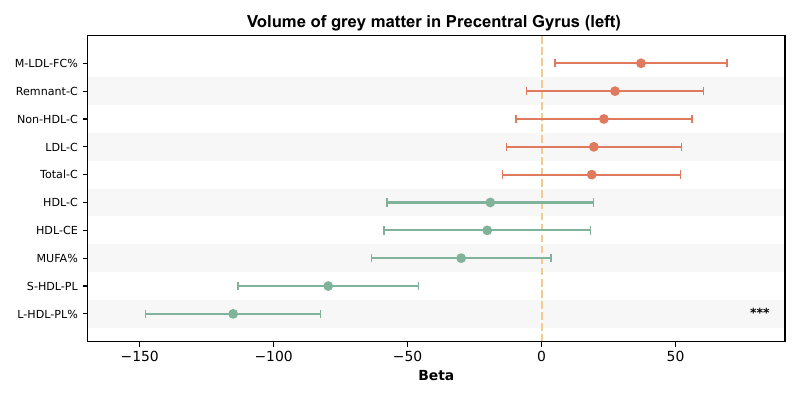 Volume of grey matter in Precentral Gyrus (left)
M-LDL-FC%
Remnant-C
Non-HDL-C
LDL-C
Total-C
HDL-C
HDL-CE
MUFA%
S-HDL-PL
L-HDL-PL%
***
−150
−100
−50
0
50
Beta